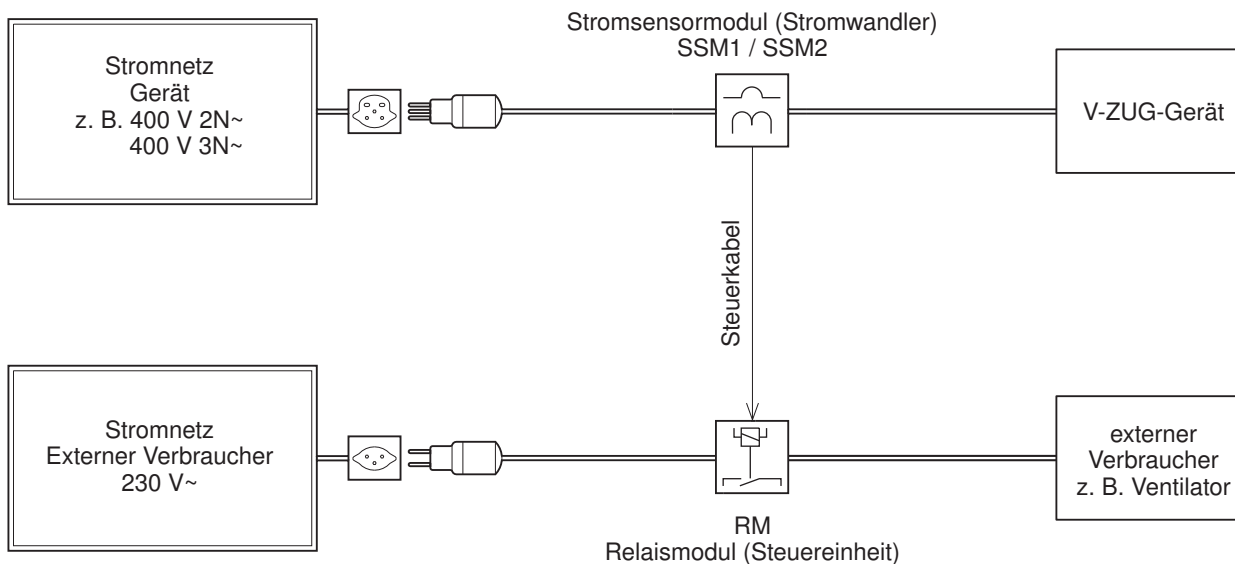 Stromsensormodul (Stromwandler)
SSM1 / SSM2
Stromnetz
Gerät
z. B. 400 V 2N~
400 V 3N~
V-ZUG-Gerät
Steuerkabel
Stromnetz
Externer Verbraucher
230 V~
externer
Verbraucher
z. B. Ventilator
RM
Relaismodul (Steuereinheit)